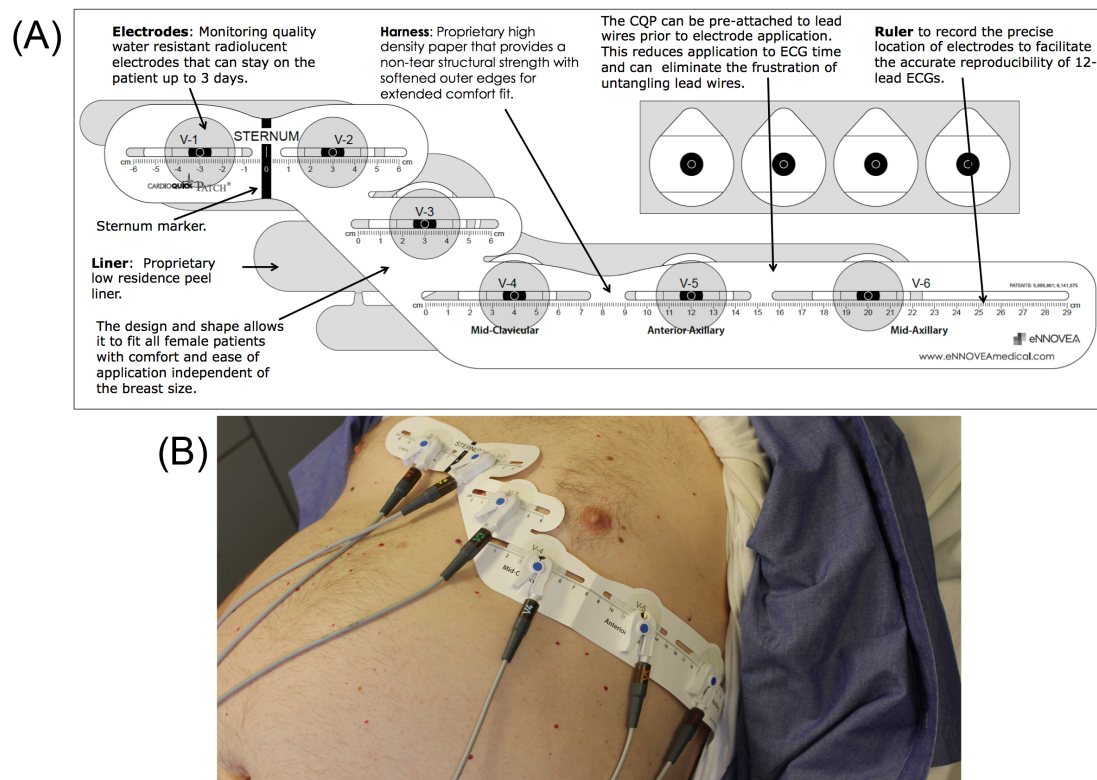 (A)
Electrodes: Monitoring quality
water resistant radiolucent
electrodes that can stay on the
patient up to 3 days.
Harness: Proprietary high
density paper that provides a
non-tear structural strength with
softened outer edges for
extended comfort fit.
The CQP can be pre-attached to lead
wires prior to electrode application.
This reduces application to ECG time
and can eliminate the frustration of
untangling lead wires.
Ruler to record the precise
location of electrodes to facilitate
the accurate reproducibility of 12-
lead ECGs.
V-1 STERNUM V-2
cm -6 -5 -4 -3 -2 -1 0 1 2 3 4 5 6 cm
CARDIOQUICK PATCH®
Sternum marker.
V-3
cm 0 1 2 3 4 5 6 cm
Liner: Proprietary
low residence peel
liner.
The design and shape allows
it to fit all female patients
with comfort and ease of
application independent of
the breast size.
V-4 V-5 V-6
PATENTS: 5,865,661; 6,141,575
cm 0 1 2 3 4 5 6 7 8 9 10 11 12 13 14 15 16 17 18 19 20 21 22 23 24 25 26 27 28 29
Mid-Clavicular Anterior Axillary Mid-Axillary
eNNOVEA
www.eNNOVEAmedical.com
(B)
STERNUM
V2
V3
V-4
V4
V-5